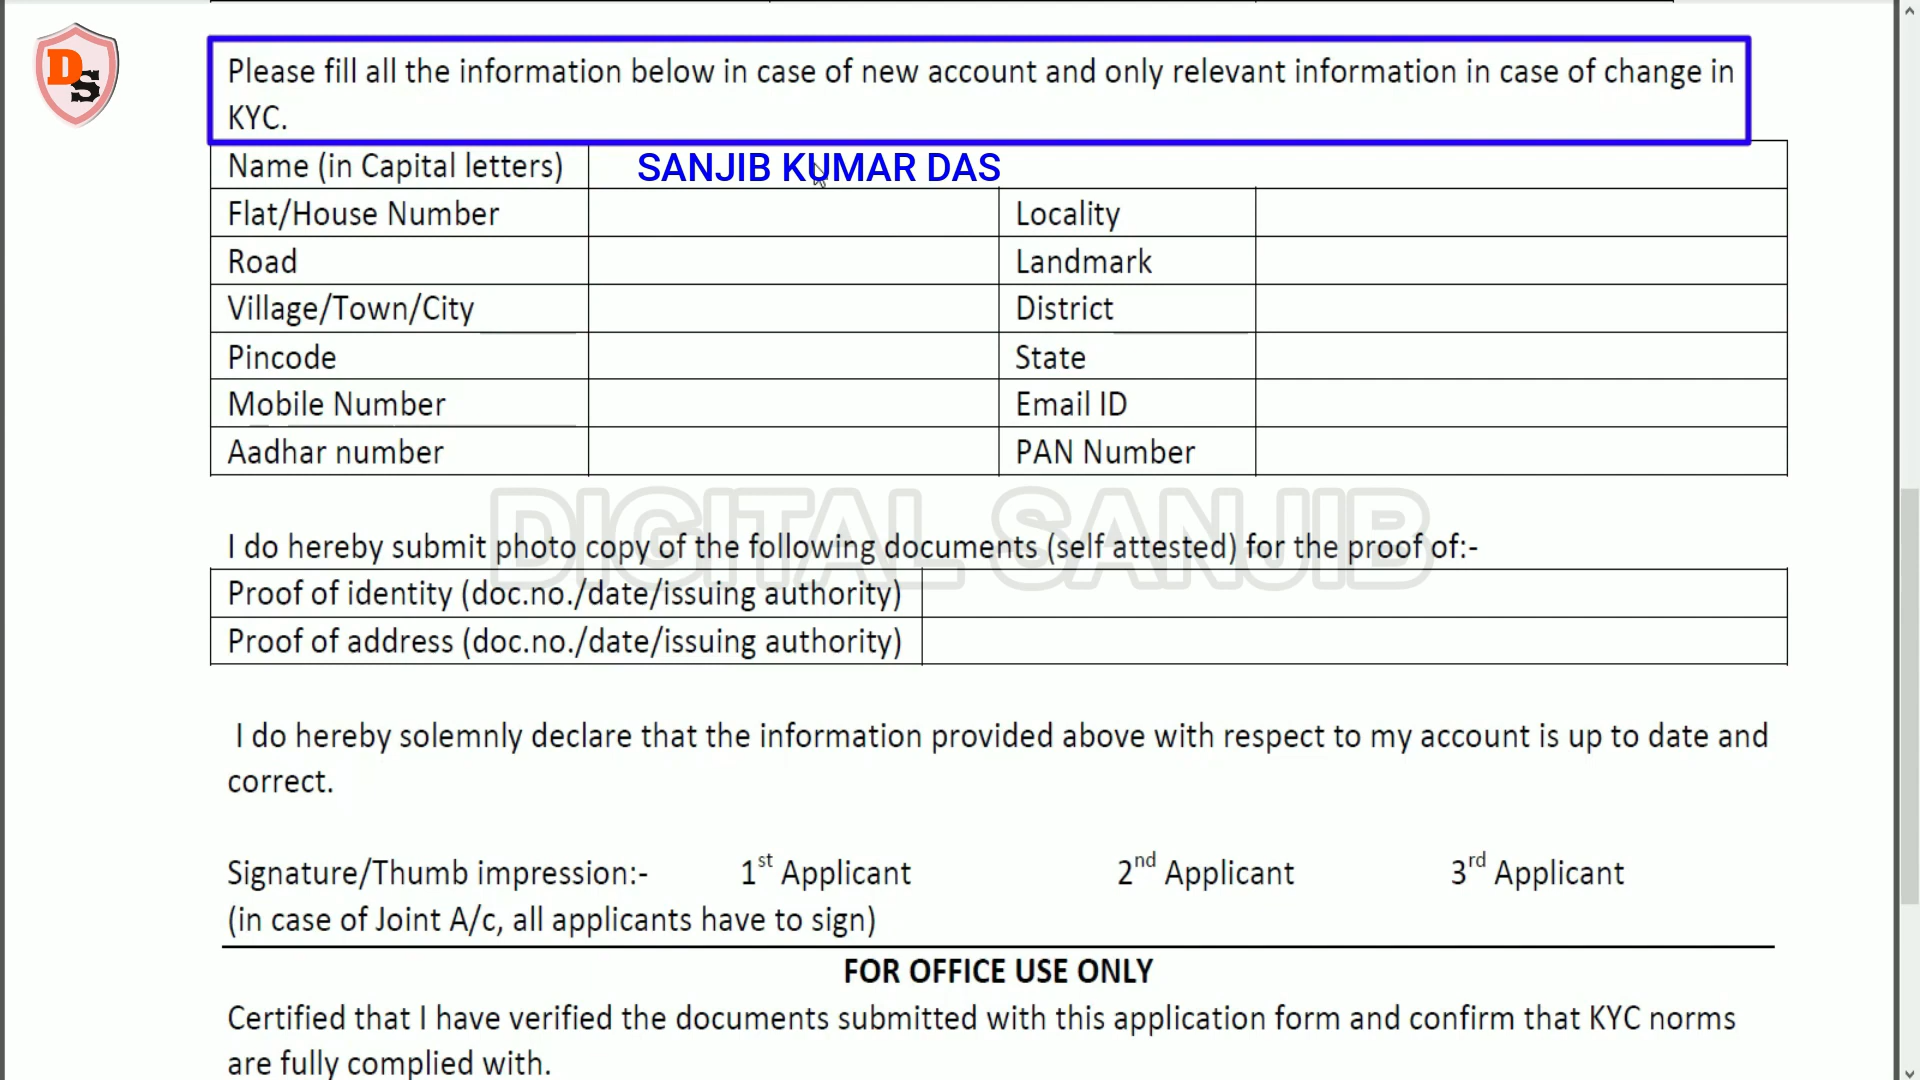 DS
Please fill all the information below in case of new account and only relevant information in case of change in
KYC.
Name (in Capital letters) SANJIB KUMAR DAS
Flat/House Number Locality
Road Landmark
Village/Town/City District
Pincode State
Mobile Number Email ID
Aadhar number PAN Number
DIGITAL SANJIB
I do hereby submit photo copy of the following documents (self attested) for the proof of:-
Proof of identity (doc.no./date/issuing authority)
Proof of address (doc.no./date/issuing authority)
I do hereby solemnly declare that the information provided above with respect to my account is up to date and
correct.
Signature/Thumb impression:- 1st Applicant 2nd Applicant 3rd Applicant
(in case of Joint A/c, all applicants have to sign)
FOR OFFICE USE ONLY
Certified that I have verified the documents submitted with this application form and confirm that KYC norms
are fully complied with.